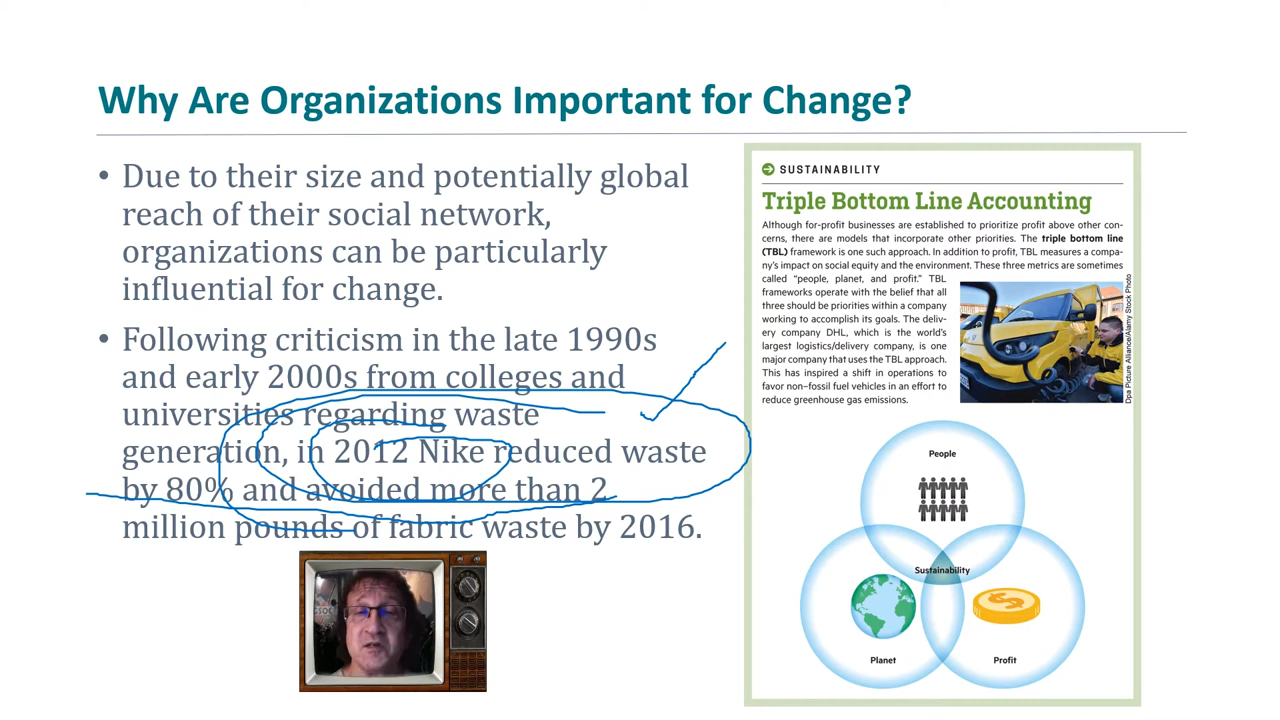 Why Are Organizations Important for Change?
• Due to their size and potentially global
reach of their social network,
organizations can be particularly
influential for change.
• Following criticism in the late 1990s
and early 2000s from colleges and
universities regarding waste
generation, in 2012 Nike reduced waste
by 80% and avoided more than 2
million pounds of fabric waste by 2016.
SUSTAINABILITY
Triple Bottom Line Accounting
Although for-profit businesses are established to prioritize profit above other con-
cerns, there are models that incorporate other priorities. The triple bottom line
(TBL) framework is one such approach. In addition to profit, TBL measures a compa-
ny’s impact on social equity and the environment. These three metrics are sometimes
called “people, planet, and profit.” TBL
frameworks operate with the belief that all
three should be priorities within a company
working to accomplish its goals. The deliv-
ery company DHL, which is the world’s
largest logistics/delivery company, is one
major company that uses the TBL approach.
This has inspired a shift in operations to
favor non–fossil fuel vehicles in an effort to
reduce greenhouse gas emissions.
Dpa Picture Alliance/Alamy Stock Photo
People
Sustainability
Planet
Profit